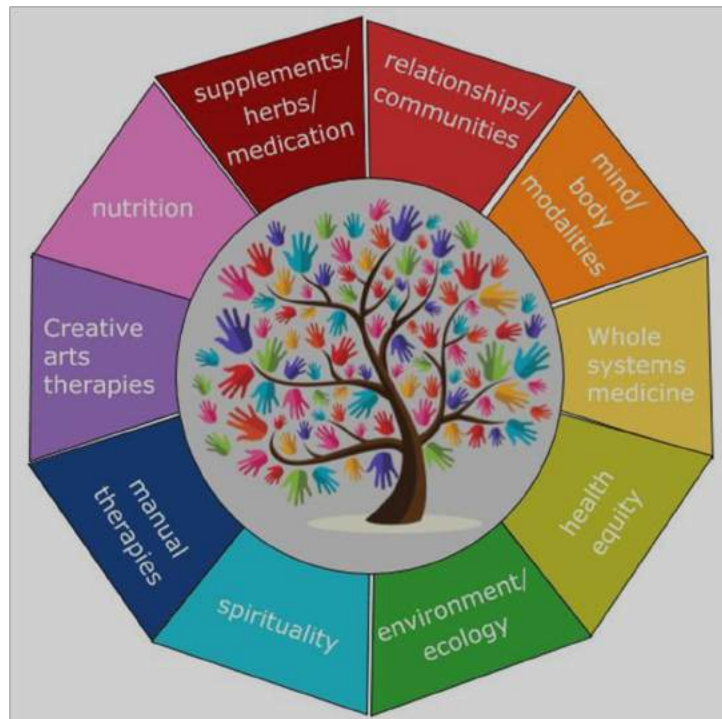 supplements/
herbs/
medication
relationships/
communities
mind/
body
modalities
Whole
systems
medicine
health
equity
environment/
ecology
spirituality
manual
therapies
Creative
arts
therapies
nutrition